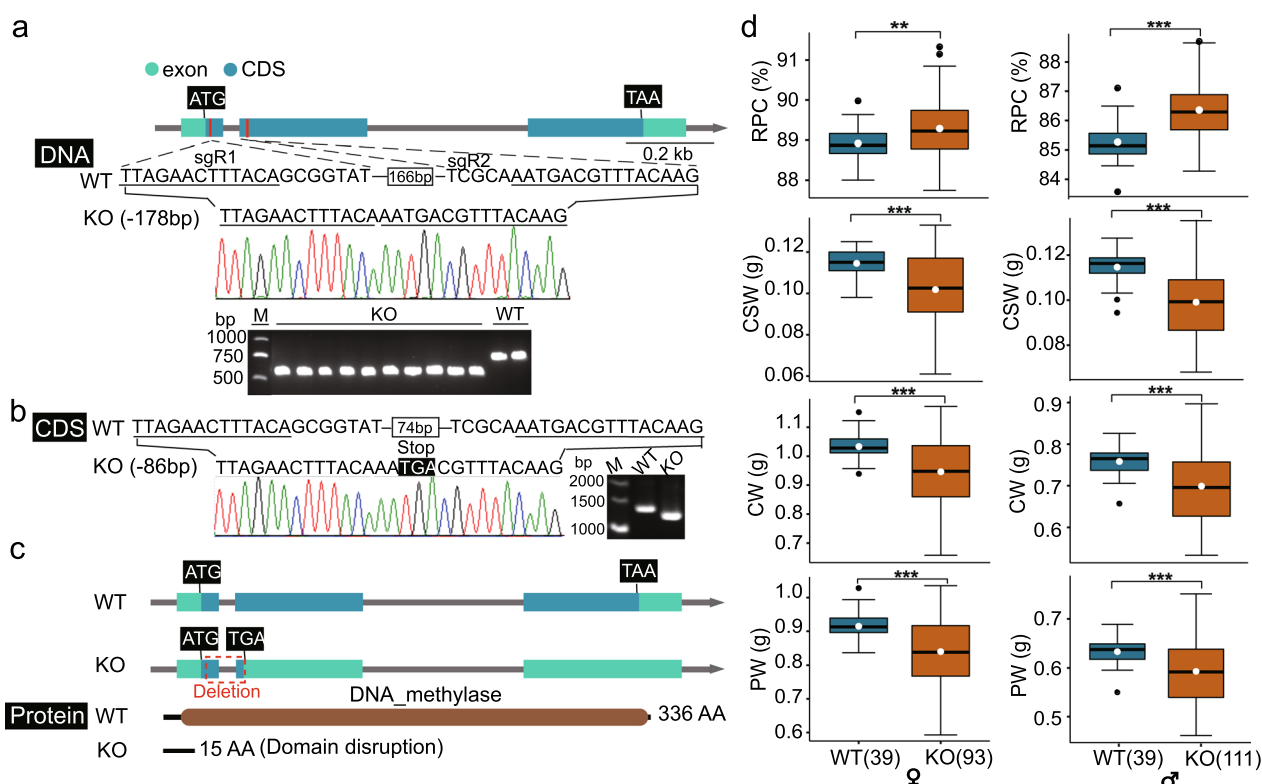 a
exon CDS
ATG TAA
0.2 kb
DNA
sgR1 sgR2
WT TTAGAACTTTACAGCGGTAT 166bp TCGCAAATGACGTTTACAAG
KO (-178bp) TTAGAACTTTACAAATGACGTTTACAAG
bp M KO WT
1000
750
500
b
CDS WT TTAGAACTTTACAGCGGTAT 74bp TCGCAAATGACGTTTACAAG
Stop
KO (-86bp) TTAGAACTTTACAAATGACGTTTACAAG
bp M WT KO
2000
1500
1000
c
ATG TAA
WT
ATG TGA
KO
Deletion
DNA_methylase
Protein WT 336 AA
KO 15 AA (Domain disruption)
d
**
RPC (%)
91
90
89
88
***
RPC (%)
88
87
86
85
84
***
CSW (g)
0.12
0.10
0.08
0.06
***
CSW (g)
0.12
0.10
0.08
***
CW (g)
1.1
1.0
0.9
0.8
0.7
***
CW (g)
0.9
0.8
0.7
0.6
***
PW (g)
1.0
0.9
0.8
0.7
0.6
***
PW (g)
0.7
0.6
0.5
WT(39) KO(93) WT(39) KO(111)
♀ ♂